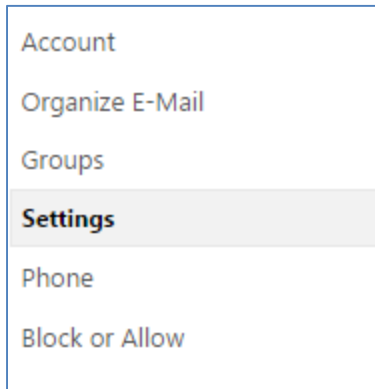 Account
Organize E-Mail
Groups
Settings
Phone
Block or Allow